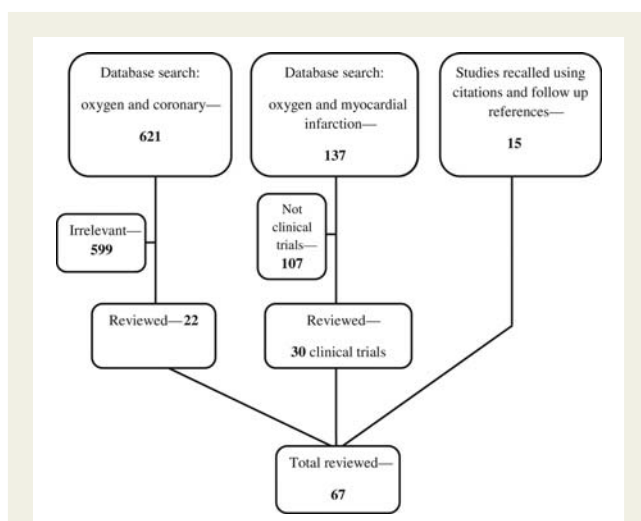 Database search:
oxygen and coronary—
621
Database search:
oxygen and myocardial
infarction—
137
Studies recalled using
citations and follow up
references—
15
Irrelevant—
599
Not
clinical
trials—
107
Reviewed—22
Reviewed—
30 clinical trials
Total reviewed—
67